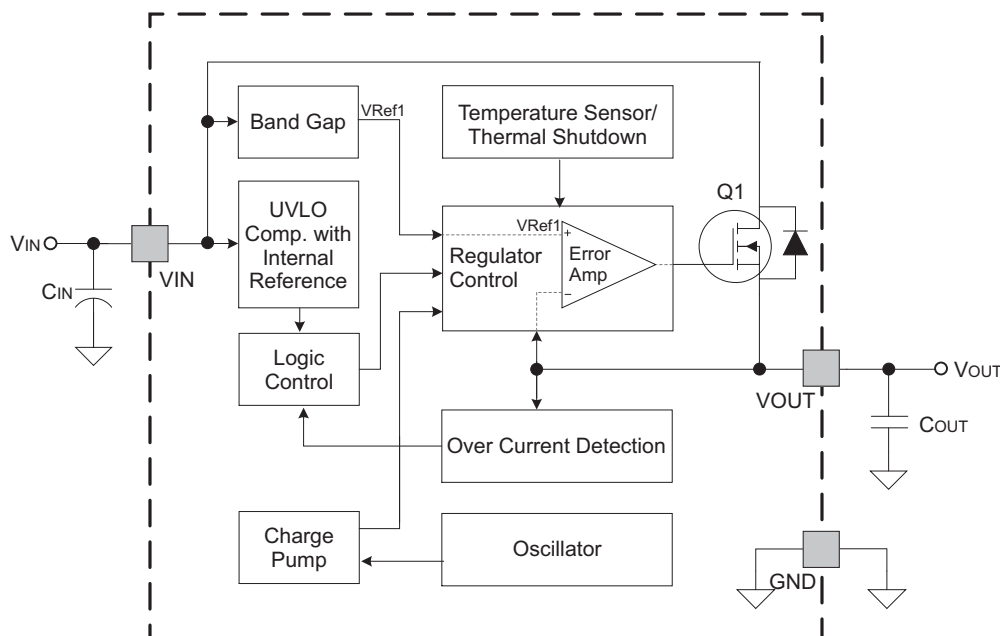 Band Gap
VRef1
Temperature Sensor/
Thermal Shutdown
Q1
UVLO
Comp. with
Internal
Reference
VRef1
+
Regulator
Control
Error
Amp
−
VIN
VIN
CIN
Logic
Control
VOUT
VOUT
COUT
Over Current Detection
Charge
Pump
Oscillator
GND